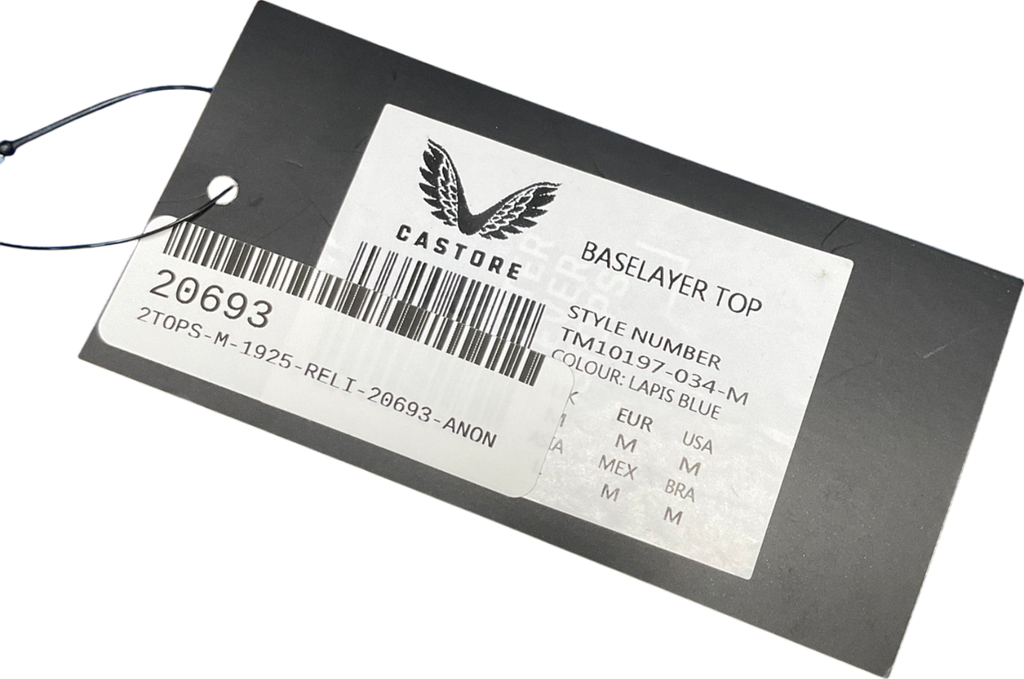 CASTORE
BASELAYER TOP
STYLE NUMBER
TM10197-034-M
COLOUR: LAPIS BLUE
EUR USA
M M
MEX BRA
M M
20693
2TOPS-M-1925-RELI-20693-ANON